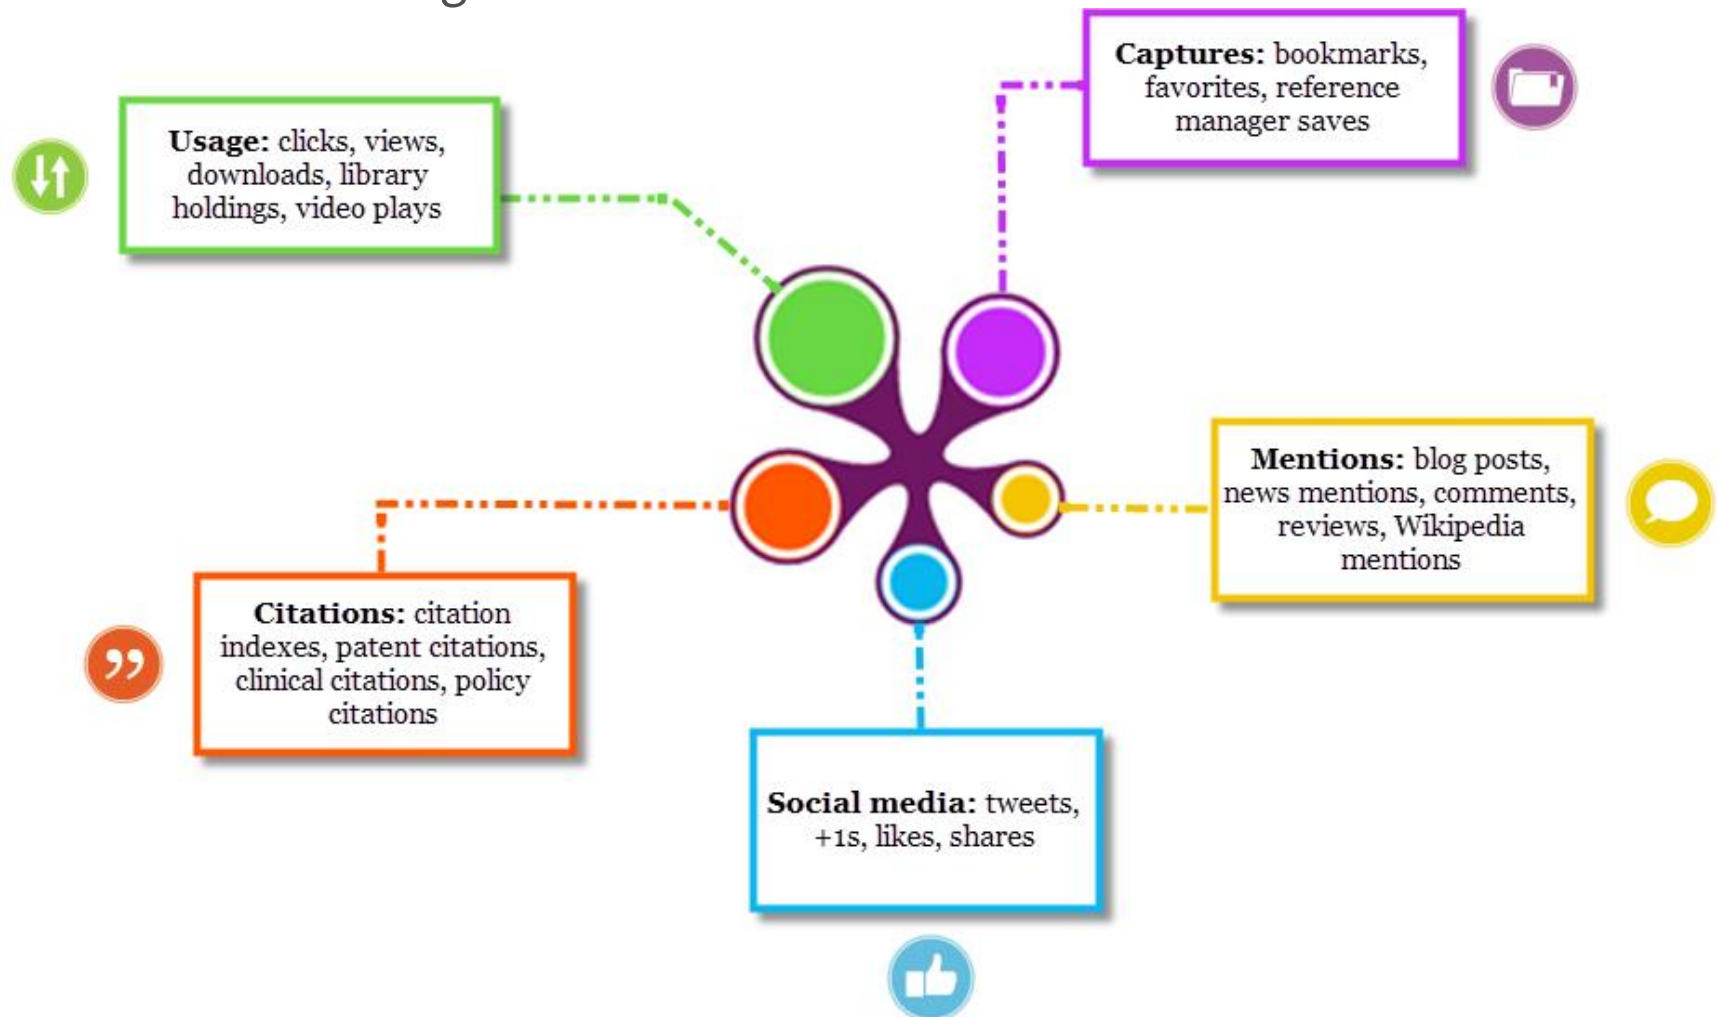 Captures: bookmarks,
favorites, reference
manager saves
Usage: clicks, views,
downloads, library
holdings, video plays
Mentions: blog posts,
news mentions, comments,
reviews, Wikipedia
mentions
Citations: citation
indexes, patent citations,
clinical citations, policy
citations
Social media: tweets,
+1s, likes, shares